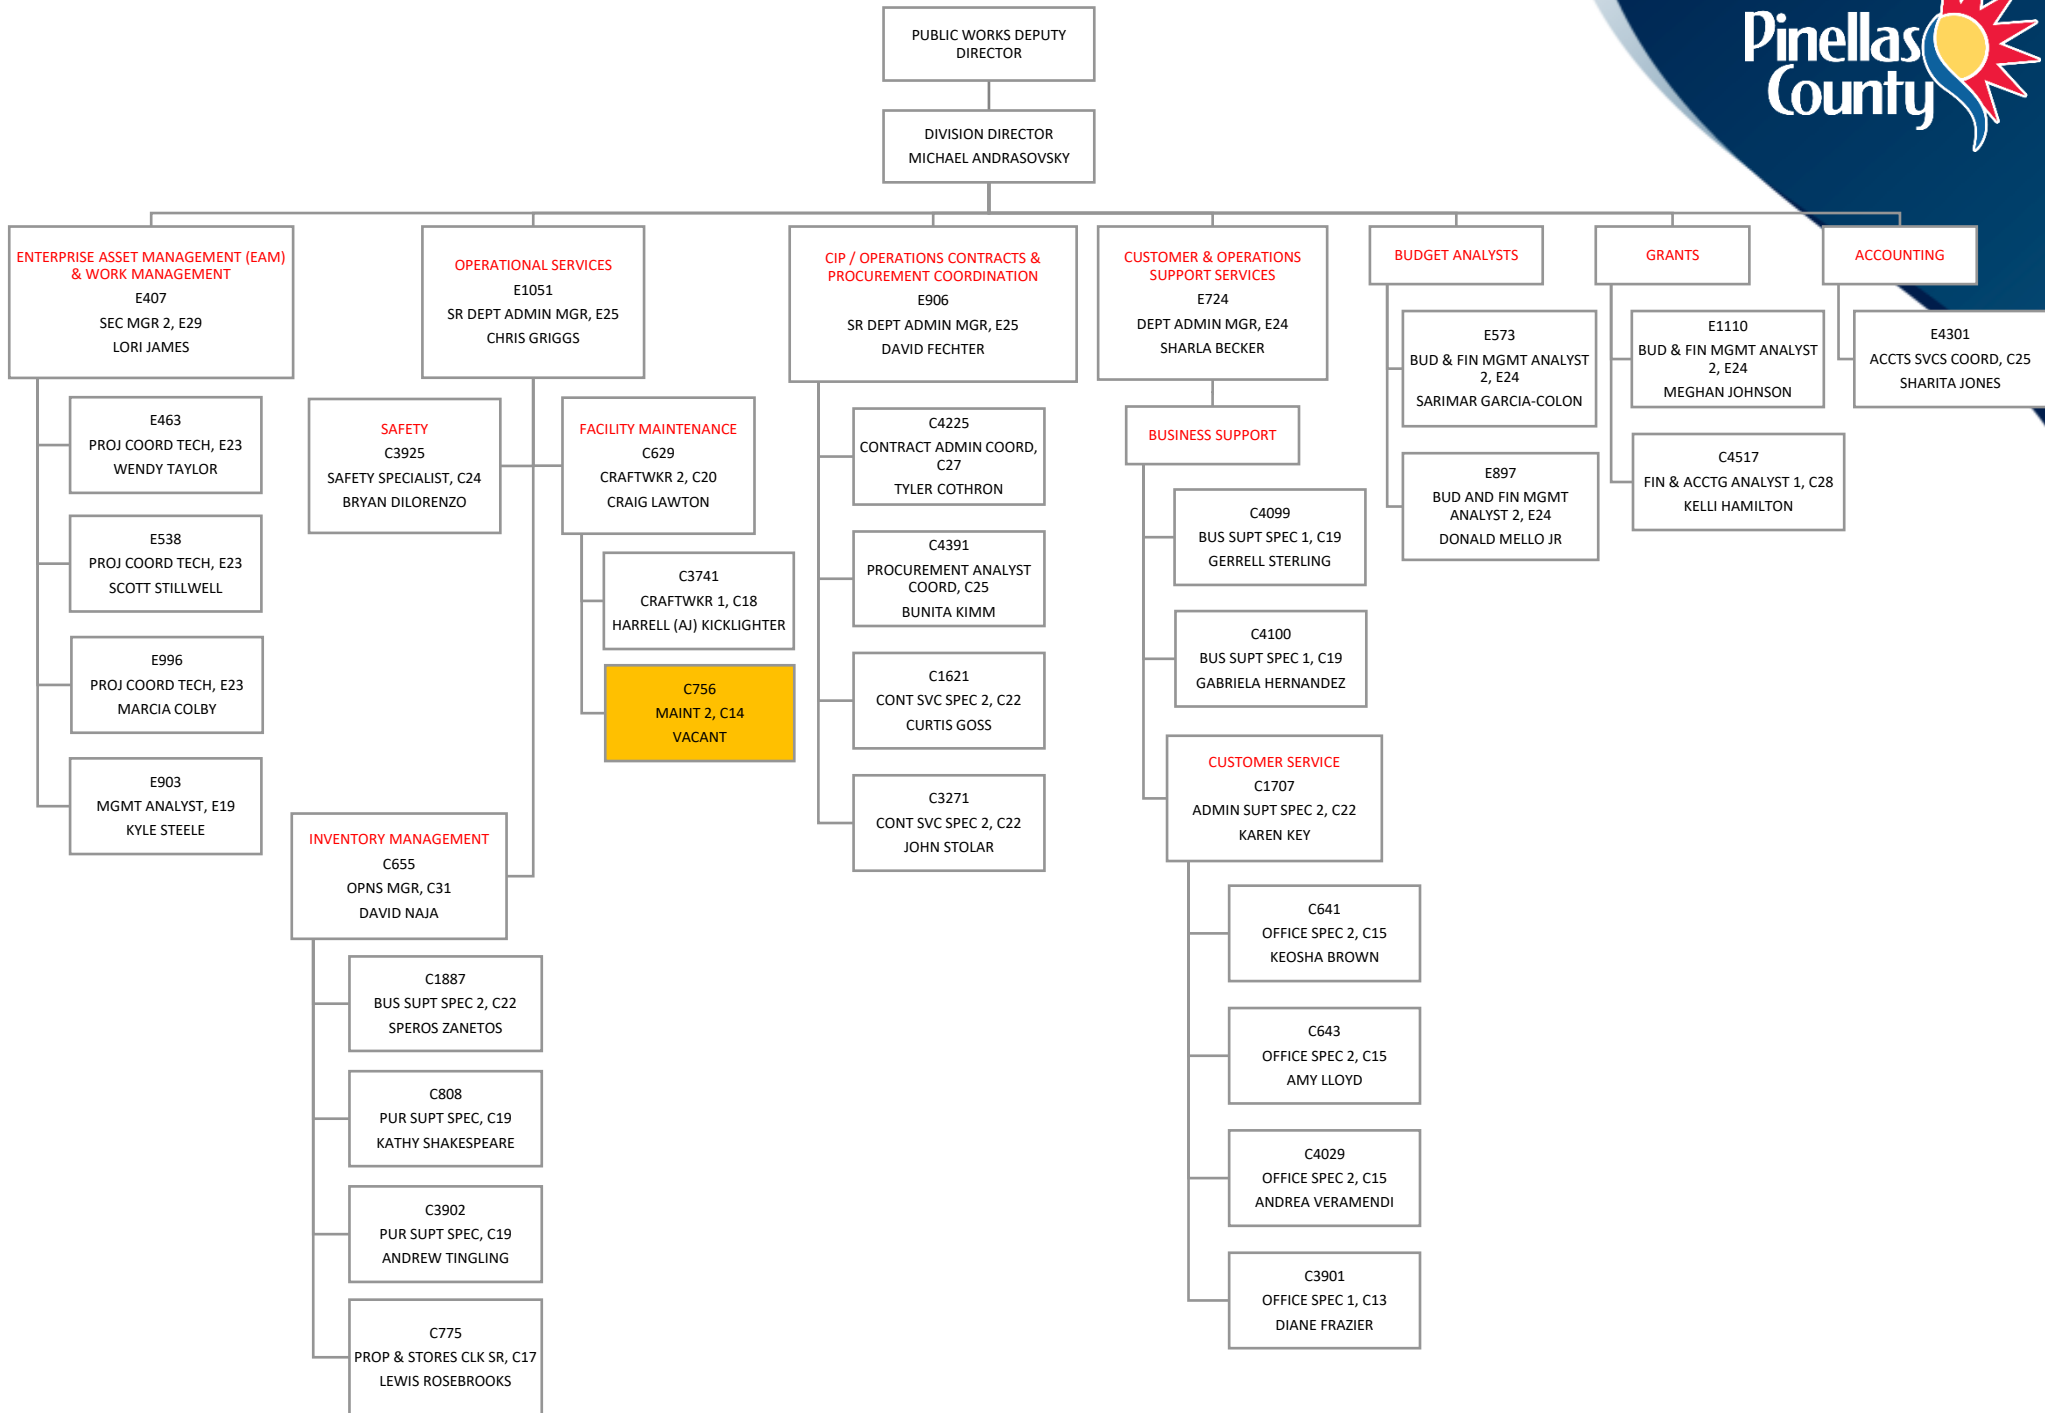 Pinellas
County
PUBLIC WORKS DEPUTY
DIRECTOR
DIVISION DIRECTOR
MICHAEL ANDRASOVSKY
ENTERPRISE ASSET MANAGEMENT (EAM)
& WORK MANAGEMENT
E407
SEC MGR 2, E29
LORI JAMES
E463
PROJ COORD TECH, E23
WENDY TAYLOR
E538
PROJ COORD TECH, E23
SCOTT STILLWELL
E996
PROJ COORD TECH, E23
MARCIA COLBY
E903
MGMT ANALYST, E19
KYLE STEELE
OPERATIONAL SERVICES
E1051
SR DEPT ADMIN MGR, E25
CHRIS GRIGGS
SAFETY
C3925
SAFETY SPECIALIST, C24
BRYAN DILORENZO
FACILITY MAINTENANCE
C629
CRAFTWKR 2, C20
CRAIG LAWTON
C3741
CRAFTWKR 1, C18
HARRELL (AJ) KICKLIGHTER
C756
MAINT 2, C14
VACANT
INVENTORY MANAGEMENT
C655
OPNS MGR, C31
DAVID NAJA
C1887
BUS SUPT SPEC 2, C22
SPEROS ZANETOS
C808
PUR SUPT SPEC, C19
KATHY SHAKESPEARE
C3902
PUR SUPT SPEC, C19
ANDREW TINGLING
C775
PROP & STORES CLK SR, C17
LEWIS ROSEBROOKS
CIP / OPERATIONS CONTRACTS &
PROCUREMENT COORDINATION
E906
SR DEPT ADMIN MGR, E25
DAVID FECHTER
C4225
CONTRACT ADMIN COORD,
C27
TYLER COTHRON
C4391
PROCUREMENT ANALYST
COORD, C25
BUNITA KIMM
C1621
CONT SVC SPEC 2, C22
CURTIS GOSS
C3271
CONT SVC SPEC 2, C22
JOHN STOLAR
CUSTOMER & OPERATIONS
SUPPORT SERVICES
E724
DEPT ADMIN MGR, E24
SHARLA BECKER
BUSINESS SUPPORT
C4099
BUS SUPT SPEC 1, C19
GERRELL STERLING
C4100
BUS SUPT SPEC 1, C19
GABRIELA HERNANDEZ
CUSTOMER SERVICE
C1707
ADMIN SUPT SPEC 2, C22
KAREN KEY
C641
OFFICE SPEC 2, C15
KEOSHA BROWN
C643
OFFICE SPEC 2, C15
AMY LLOYD
C4029
OFFICE SPEC 2, C15
ANDREA VERAMENDI
C3901
OFFICE SPEC 1, C13
DIANE FRAZIER
BUDGET ANALYSTS
E573
BUD & FIN MGMT ANALYST
2, E24
SARIMAR GARCIA-COLON
E897
BUD AND FIN MGMT
ANALYST 2, E24
DONALD MELLO JR
GRANTS
E1110
BUD & FIN MGMT ANALYST
2, E24
MEGHAN JOHNSON
C4517
FIN & ACCTG ANALYST 1, C28
KELLI HAMILTON
ACCOUNTING
E4301
ACCTS SVCS COORD, C25
SHARITA JONES